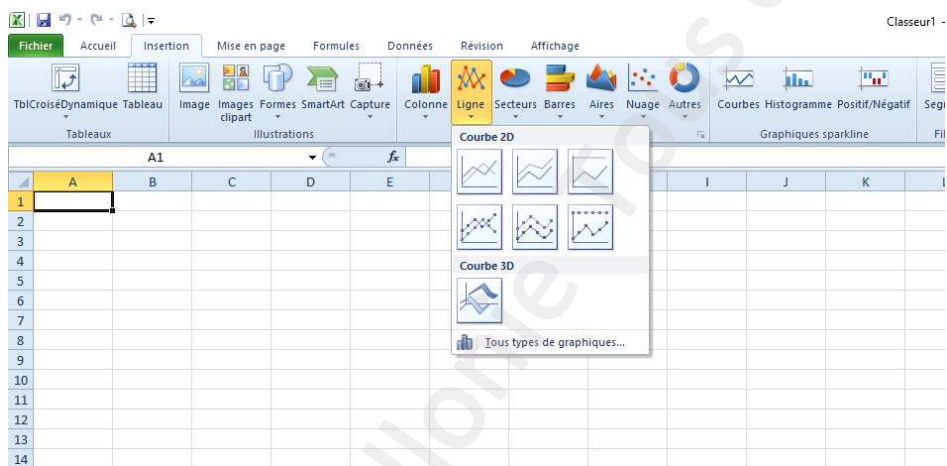 Classeur1 -
Fichier Accueil Insertion Mise en page Formules Données Révision Affichage
TblCroiséDynamique Tableau Image Images clipart Formes SmartArt Capture Colonne Ligne Secteurs Barres Aires Nuage Autres Courbes Histogramme Positif/Négatif
Tableaux Illustrations Graphiques sparkline
Courbe 2D
A1 fx
A B C D E I J K
1
2
3
4
Courbe 3D
5
6
7
8
Tous types de graphiques...
9
10
11
12
13
14